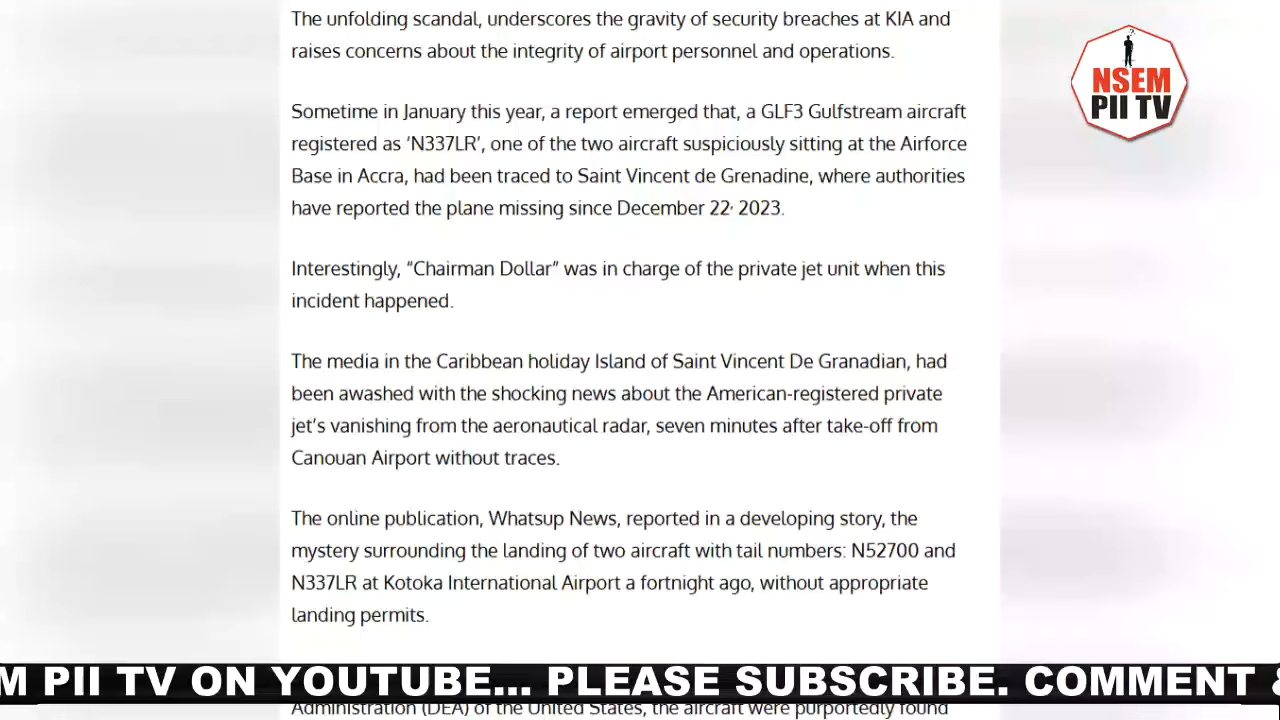 The unfolding scandal, underscores the gravity of security breaches at KIA and
raises concerns about the integrity of airport personnel and operations.
Sometime in January this year, a report emerged that, a GLF3 Gulfstream aircraft
registered as ‘N337LR’, one of the two aircraft suspiciously sitting at the Airforce
Base in Accra, had been traced to Saint Vincent de Grenadine, where authorities
have reported the plane missing since December 22, 2023.
Interestingly, “Chairman Dollar” was in charge of the private jet unit when this
incident happened.
The media in the Caribbean holiday Island of Saint Vincent De Granadian, had
been awashed with the shocking news about the American-registered private
jet’s vanishing from the aeronautical radar, seven minutes after take-off from
Canouan Airport without traces.
The online publication, Whatsup News, reported in a developing story, the
mystery surrounding the landing of two aircraft with tail numbers: N52700 and
N337LR at Kotoka International Airport a fortnight ago, without appropriate
landing permits.
Administration (DEA) of the United States, the aircraft were purportedly found
NSEM
PII TV
M PII TV ON YOUTUBE... PLEASE SUBSCRIBE. COMMENT &